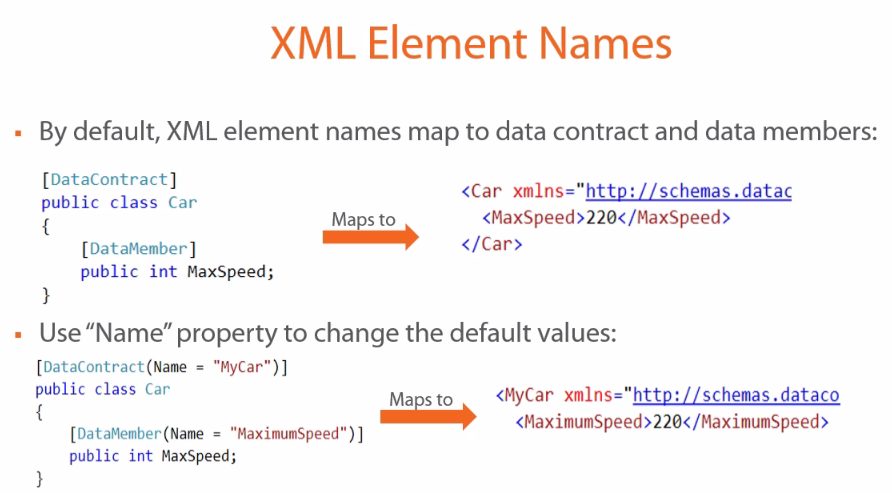 XML Element Names
▪ By default, XML element names map to data contract and data members:
[DataContract]
public class Car
{
[DataMember]
public int MaxSpeed;
}
Maps to
<Car xmlns="http://schemas.datac
<MaxSpeed>220</MaxSpeed>
</Car>
▪ Use “Name” property to change the default values:
[DataContract(Name = "MyCar")]
public class Car
{
[DataMember(Name = "MaximumSpeed")]
public int MaxSpeed;
}
Maps to
<MyCar xmlns="http://schemas.dataco
<MaximumSpeed>220</MaximumSpeed>